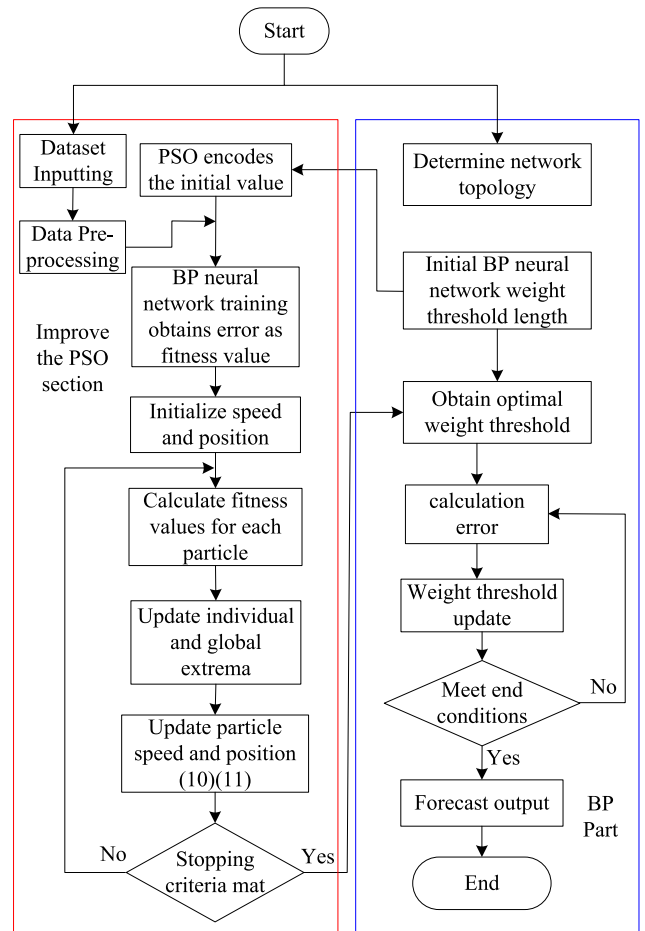 Start
Dataset
Inputting
Data Pre-
processing
PSO encodes
the initial value
BP neural
network training
obtains error as
fitness value
Improve
the PSO
section
Initialize speed
and position
Calculate fitness
values for each
particle
Update individual
and global
extrema
Update particle
speed and position
(10)(11)
Stopping
criteria mat
No
Yes
Determine network
topology
Initial BP neural
network weight
threshold length
Obtain optimal
weight threshold
calculation
error
Weight threshold
update
Meet end
conditions
No
Yes
Forecast output
BP
Part
End